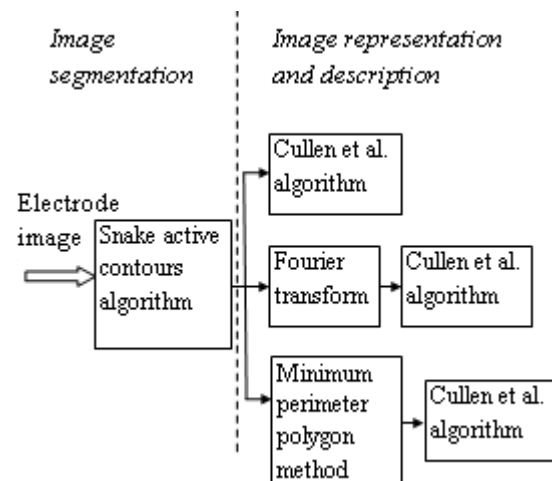 Image
segmentation
Image representation
and description
Electrode
image
Snake active
contours
algorithm
Cullen et al.
algorithm
Fourier
transform
Cullen et al.
algorithm
Minimum
perimeter
polygon
method
Cullen et al.
algorithm